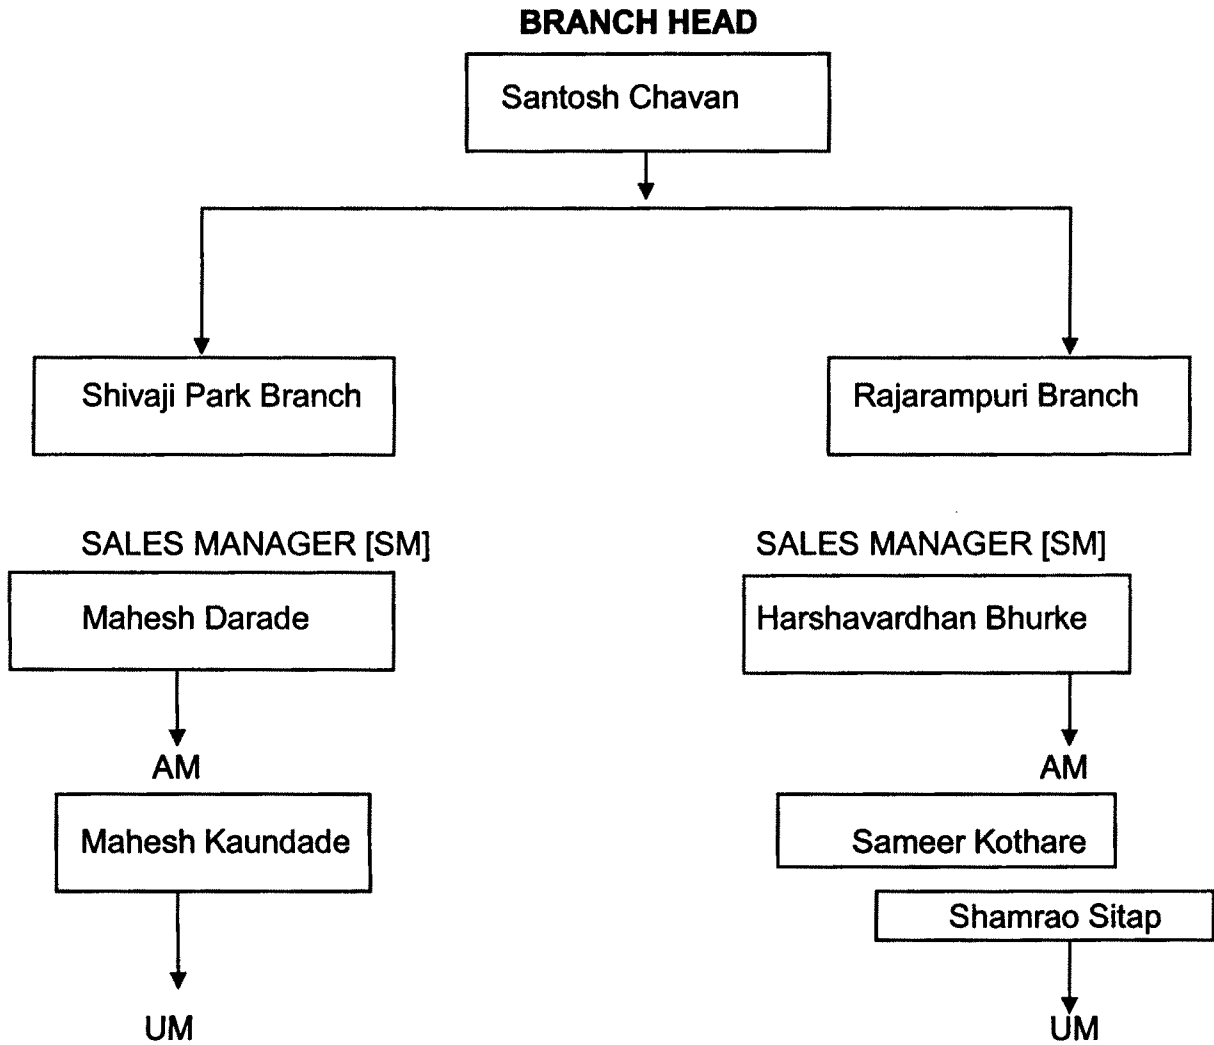 BRANCH HEAD
Santosh Chavan
Shivaji Park Branch
Rajarampuri Branch
SALES MANAGER [SM]
SALES MANAGER [SM]
Mahesh Darade
Harshavardhan Bhurke
AM
AM
Mahesh Kaundade
Sameer Kothare
Shamrao Sitap
UM
UM